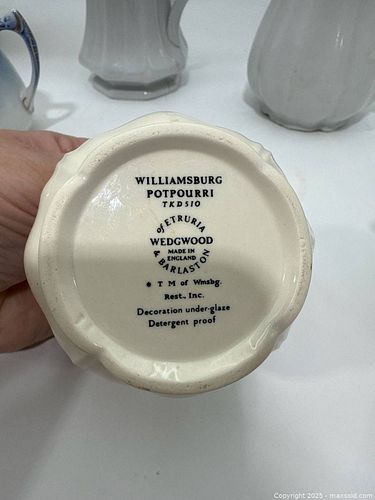 WILLIAMSBURG
POTPOURRI
TKD510
of ETRURIA
WEDGWOOD
MADE IN
ENGLAND
& BARLASTON
® T M of Wmsbg.
Rest., Inc.
Decoration under-glaze
Detergent proof
Copyright 2025 - maxsold.com